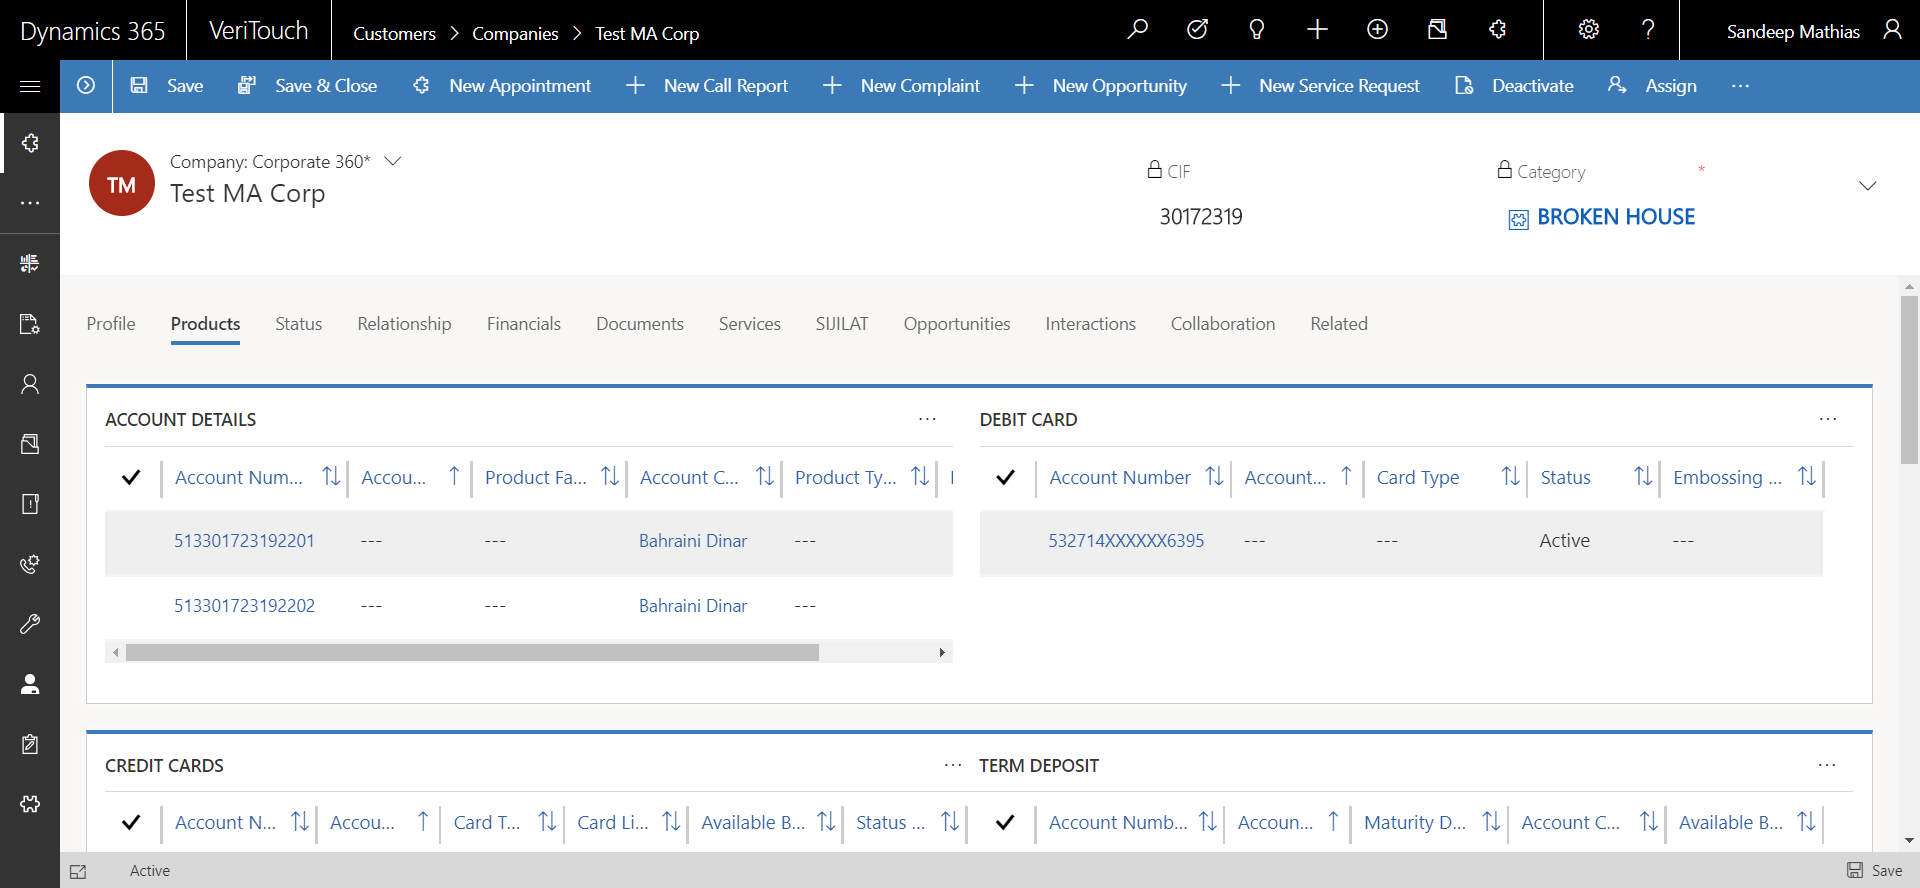 Dynamics 365 VeriTouch Customers > Companies > Test MA Corp ? Sandeep Mathias
Save Save & Close New Appointment New Call Report New Complaint New Opportunity New Service Request Deactivate Assign ...
TM
Company: Corporate 360*
Test MA Corp
CIF
30172319
Category *
BROKEN HOUSE
Profile Products Status Relationship Financials Documents Services SIJILAT Opportunities Interactions Collaboration Related
ACCOUNT DETAILS ...
Account Num... Accou... Product Fa... Account C... Product Ty...
513301723192201 --- --- Bahraini Dinar ---
513301723192202 --- --- Bahraini Dinar ---
DEBIT CARD ...
Account Number Account... Card Type Status Embossing ...
532714XXXXXX6395 --- --- Active ---
CREDIT CARDS ...
Account N... Accou... Card T... Card Li... Available B... Status ...
TERM DEPOSIT ...
Account Numb... Accoun... Maturity D... Account C... Available B...
Active Save